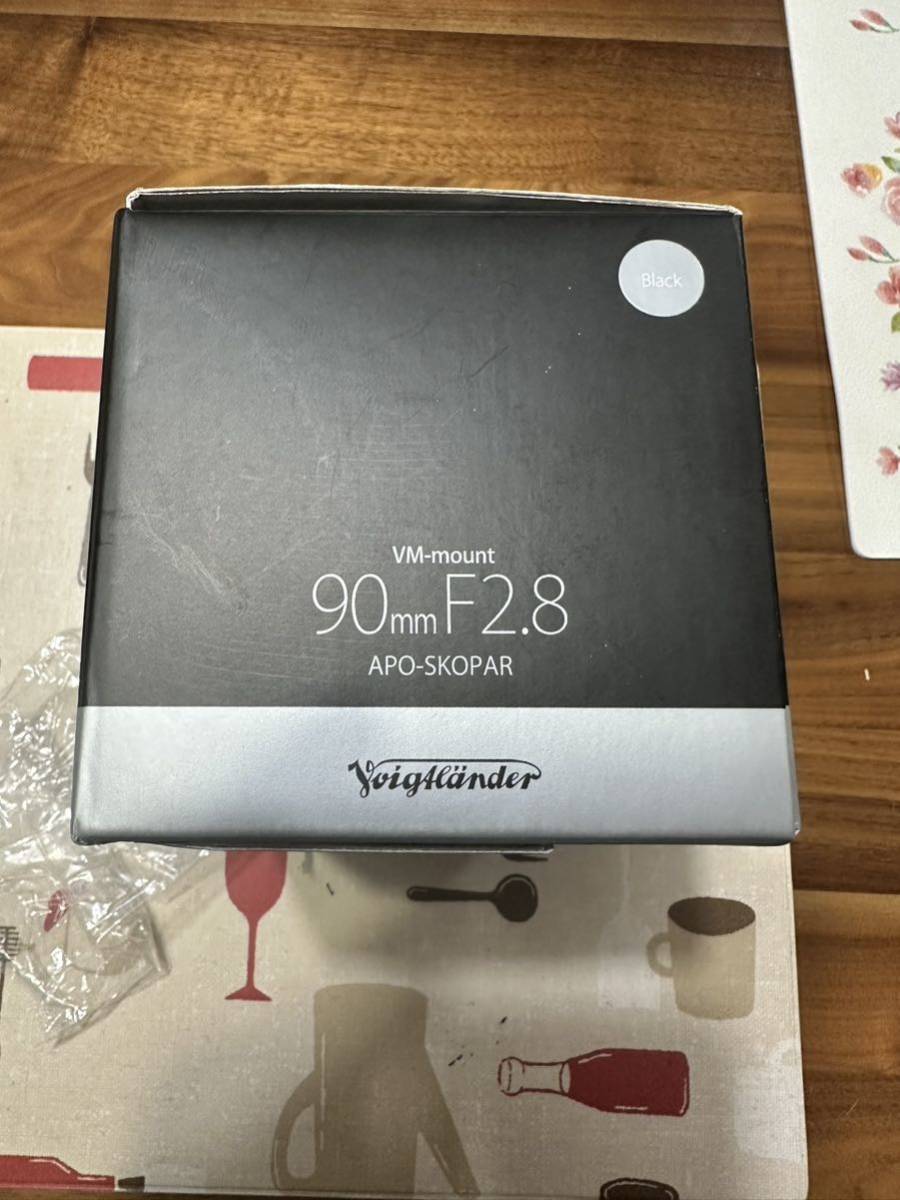 Black
VM-mount
90mm F2.8
APO-SKOPAR
Voigtländer